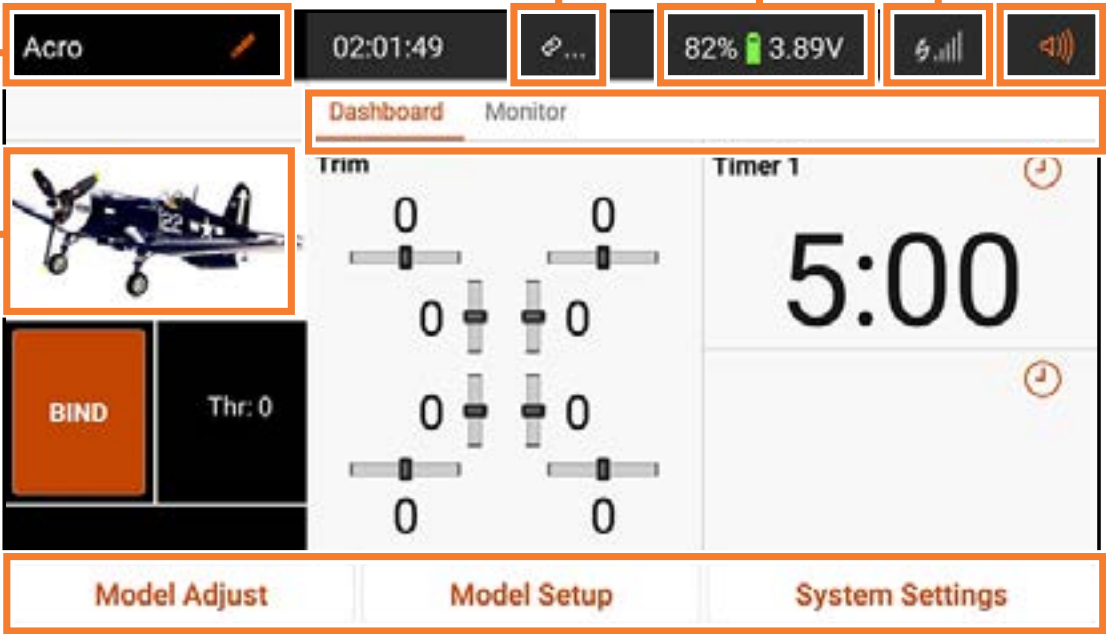 Acro 02:01:49 ... 82% 3.89V
Dashboard Monitor
Trim
Timer 1
0 0
0 0
0 0
0 0
5:00
22
BIND
Thr: 0
Model Adjust Model Setup System Settings